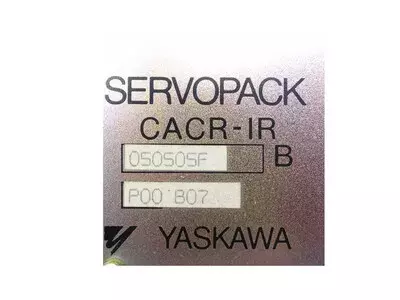 SERVOPACK
CACR-IR
050505F B
P00 B07
YASKAWA